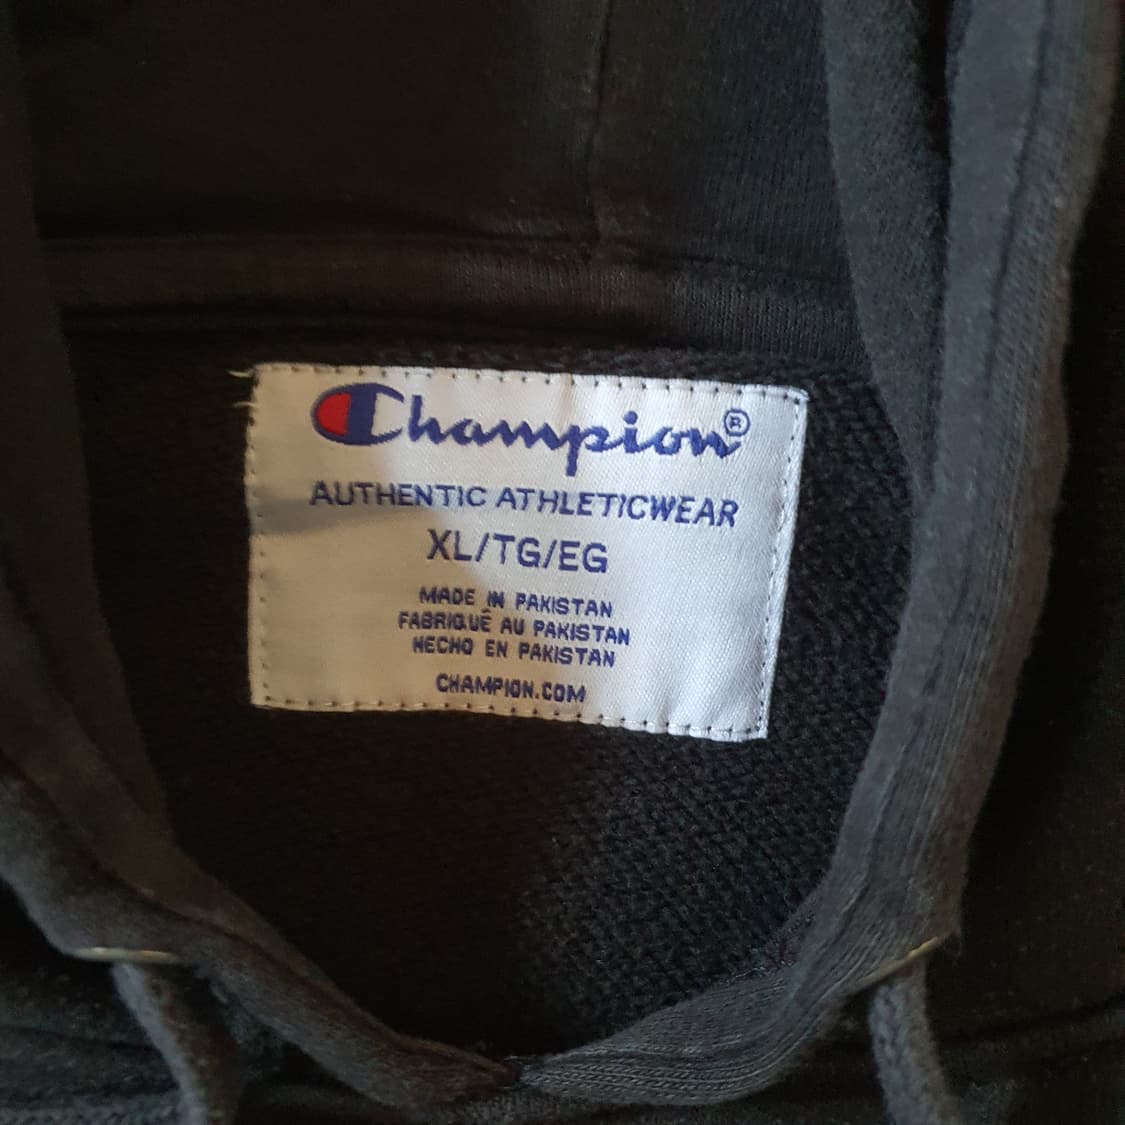 Champion®
AUTHENTIC ATHLETICWEAR
XL/TG/EG
MADE IN PAKISTAN
FABRIQUÉ AU PAKISTAN
HECHO EN PAKISTAN
CHAMPION.COM